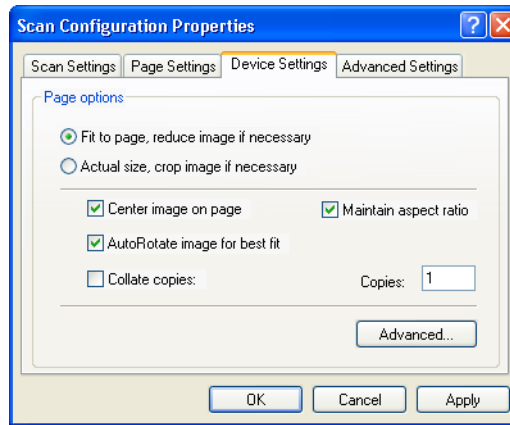 Scan Configuration Properties
Scan Settings Page Settings Device Settings Advanced Settings
Page options
Fit to page, reduce image if necessary
Actual size, crop image if necessary
Center image on page Maintain aspect ratio
AutoRotate image for best fit
Collate copies: Copies: 1
Advanced...
OK Cancel Apply